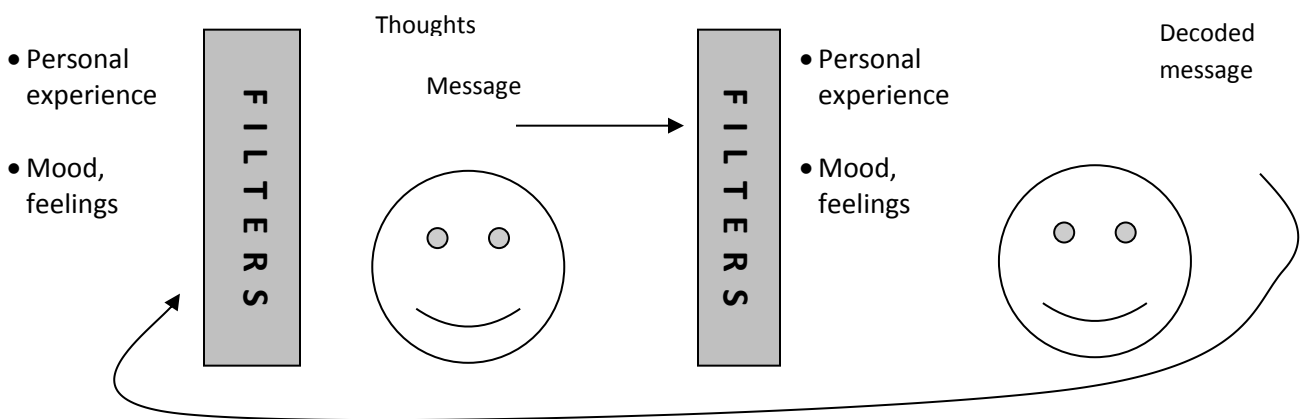 • Personal
experience
• Mood,
feelings
FILTERS
Thoughts
Message
FILTERS
• Personal
experience
• Mood,
feelings
Decoded
message